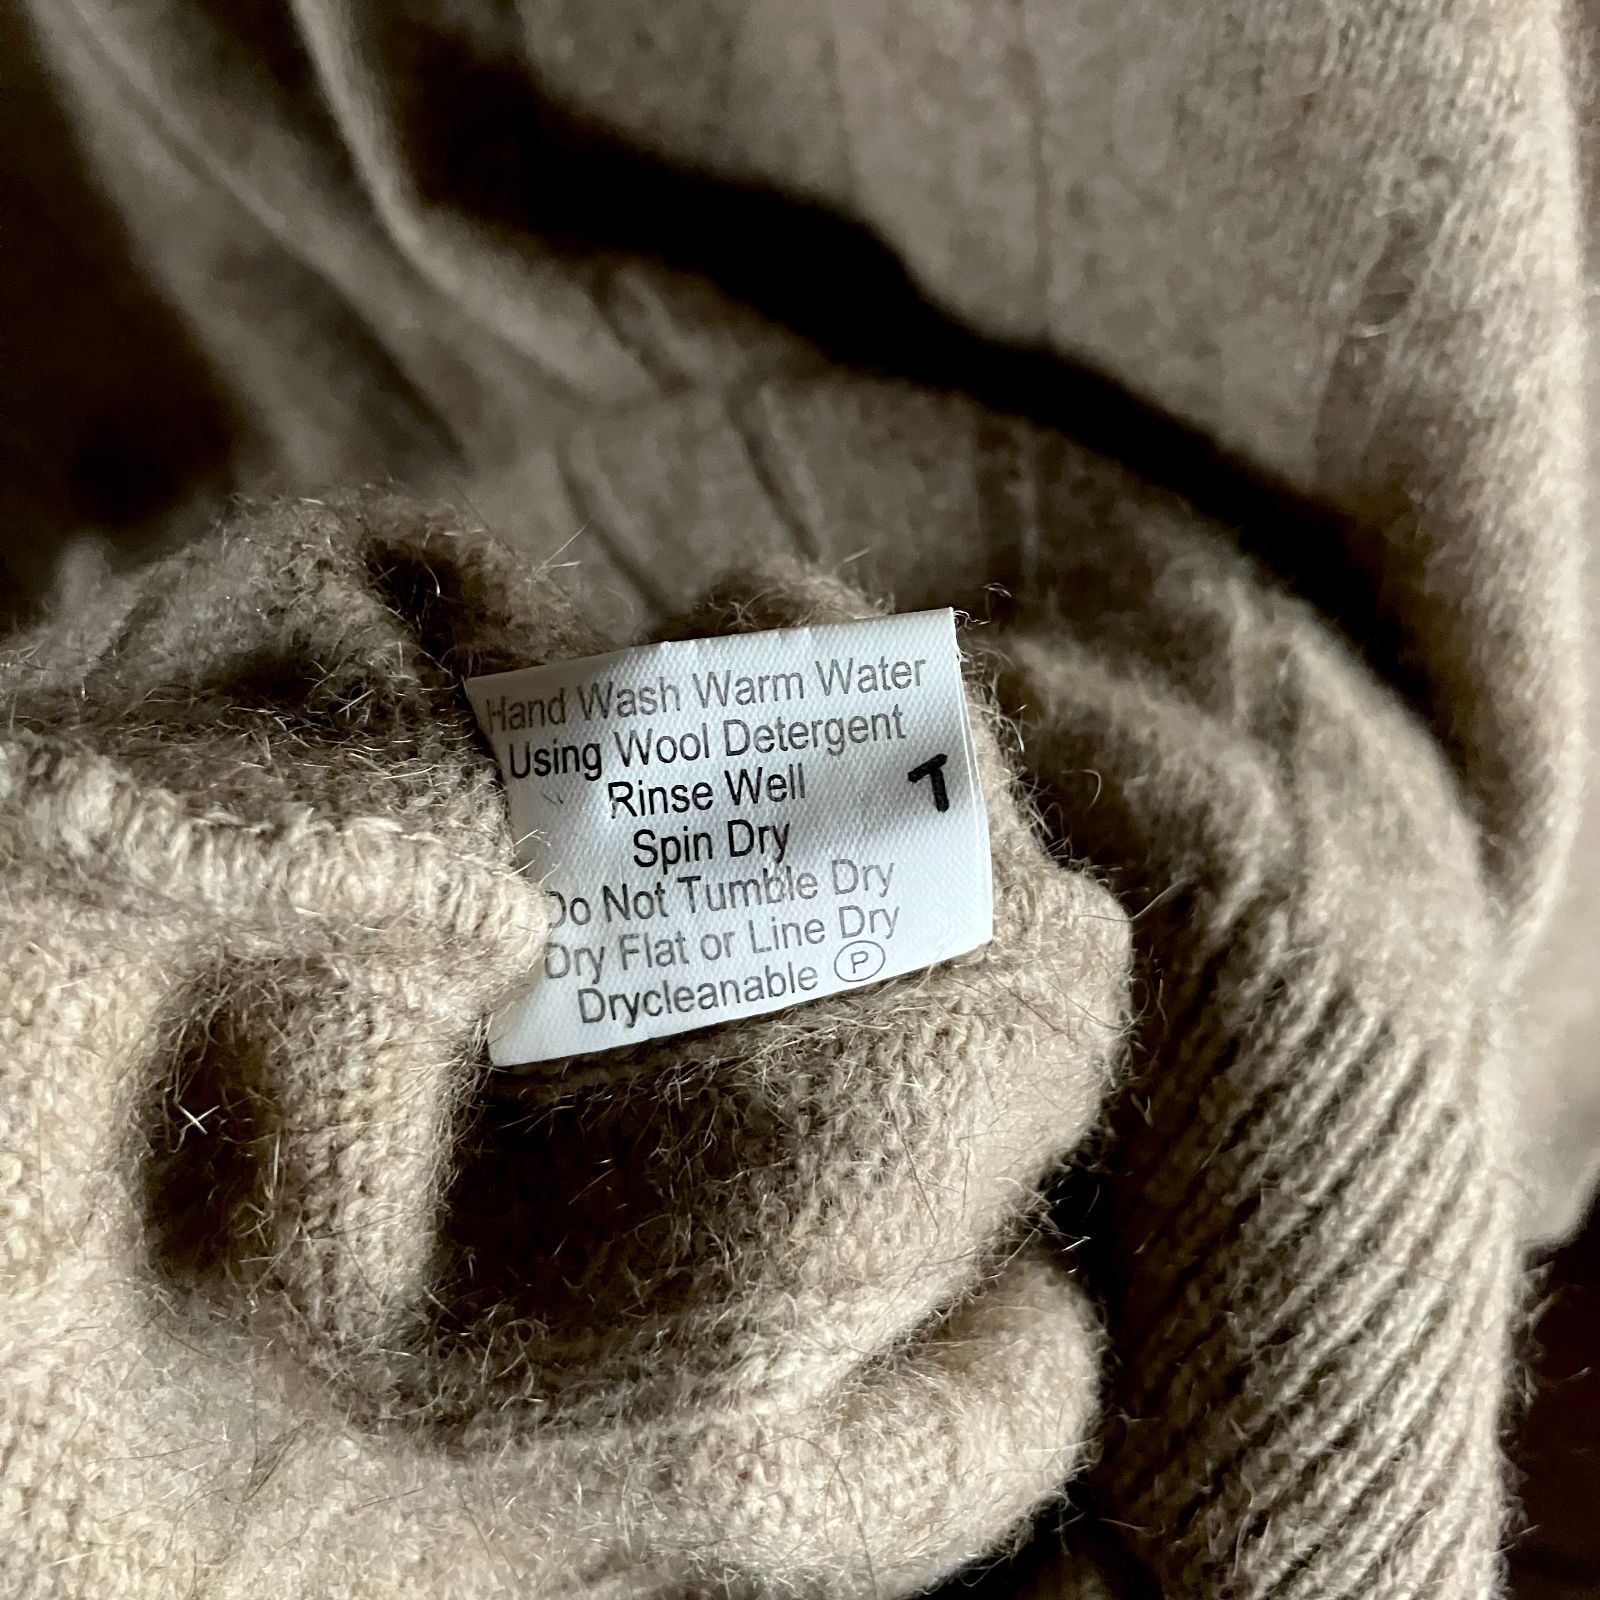 Hand Wash Warm Water
Using Wool Detergent
Rinse Well
Spin Dry
Do Not Tumble Dry
Dry Flat or Line Dry
Drycleanable Ⓟ